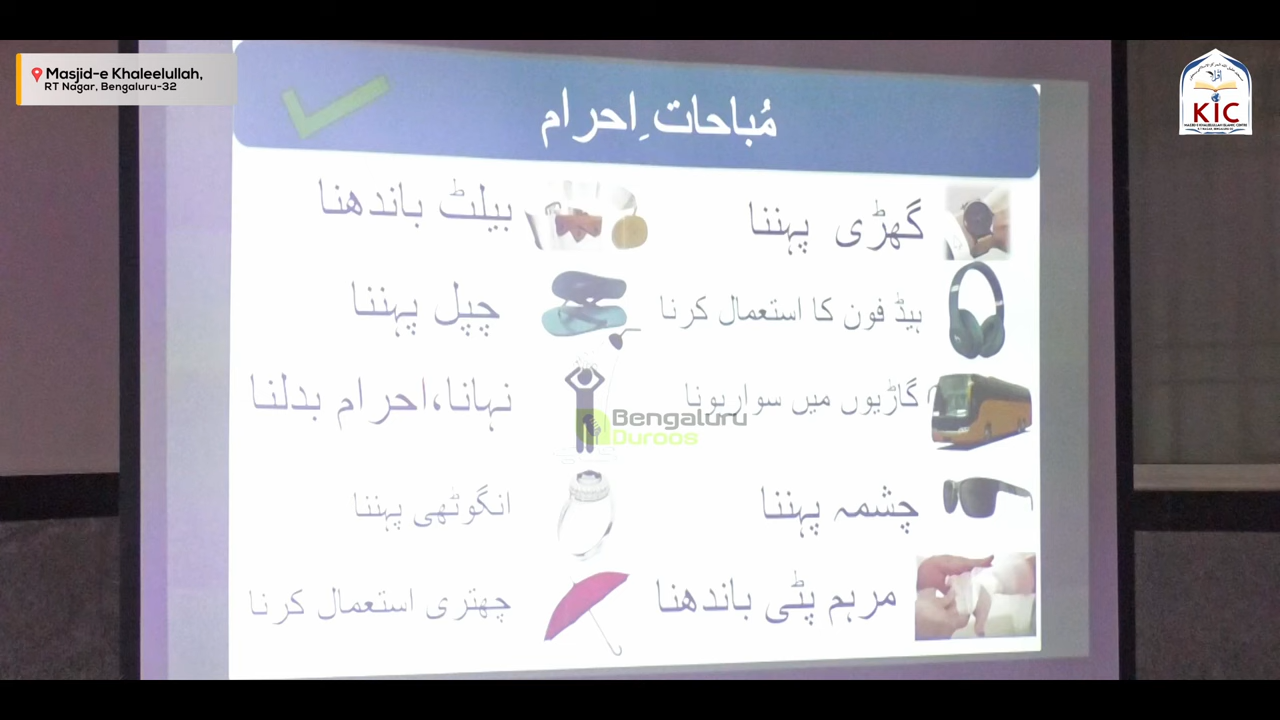 Masjid-e Khaleelullah,
RT Nagar, Bengaluru-32
KIC
مُباحاتِ احرام
گھڑی پہننا
بیلٹ باندھنا
ہیڈ فون کا استعمال کرنا
چپل پہننا
گاڑیوں میں سوار ہونا
نہانا،احرام بدلنا
Bengaluru
Duroos
چشمہ پہننا
انگوٹھی پہننا
مرہم پٹی باندھنا
چھتری استعمال کرنا